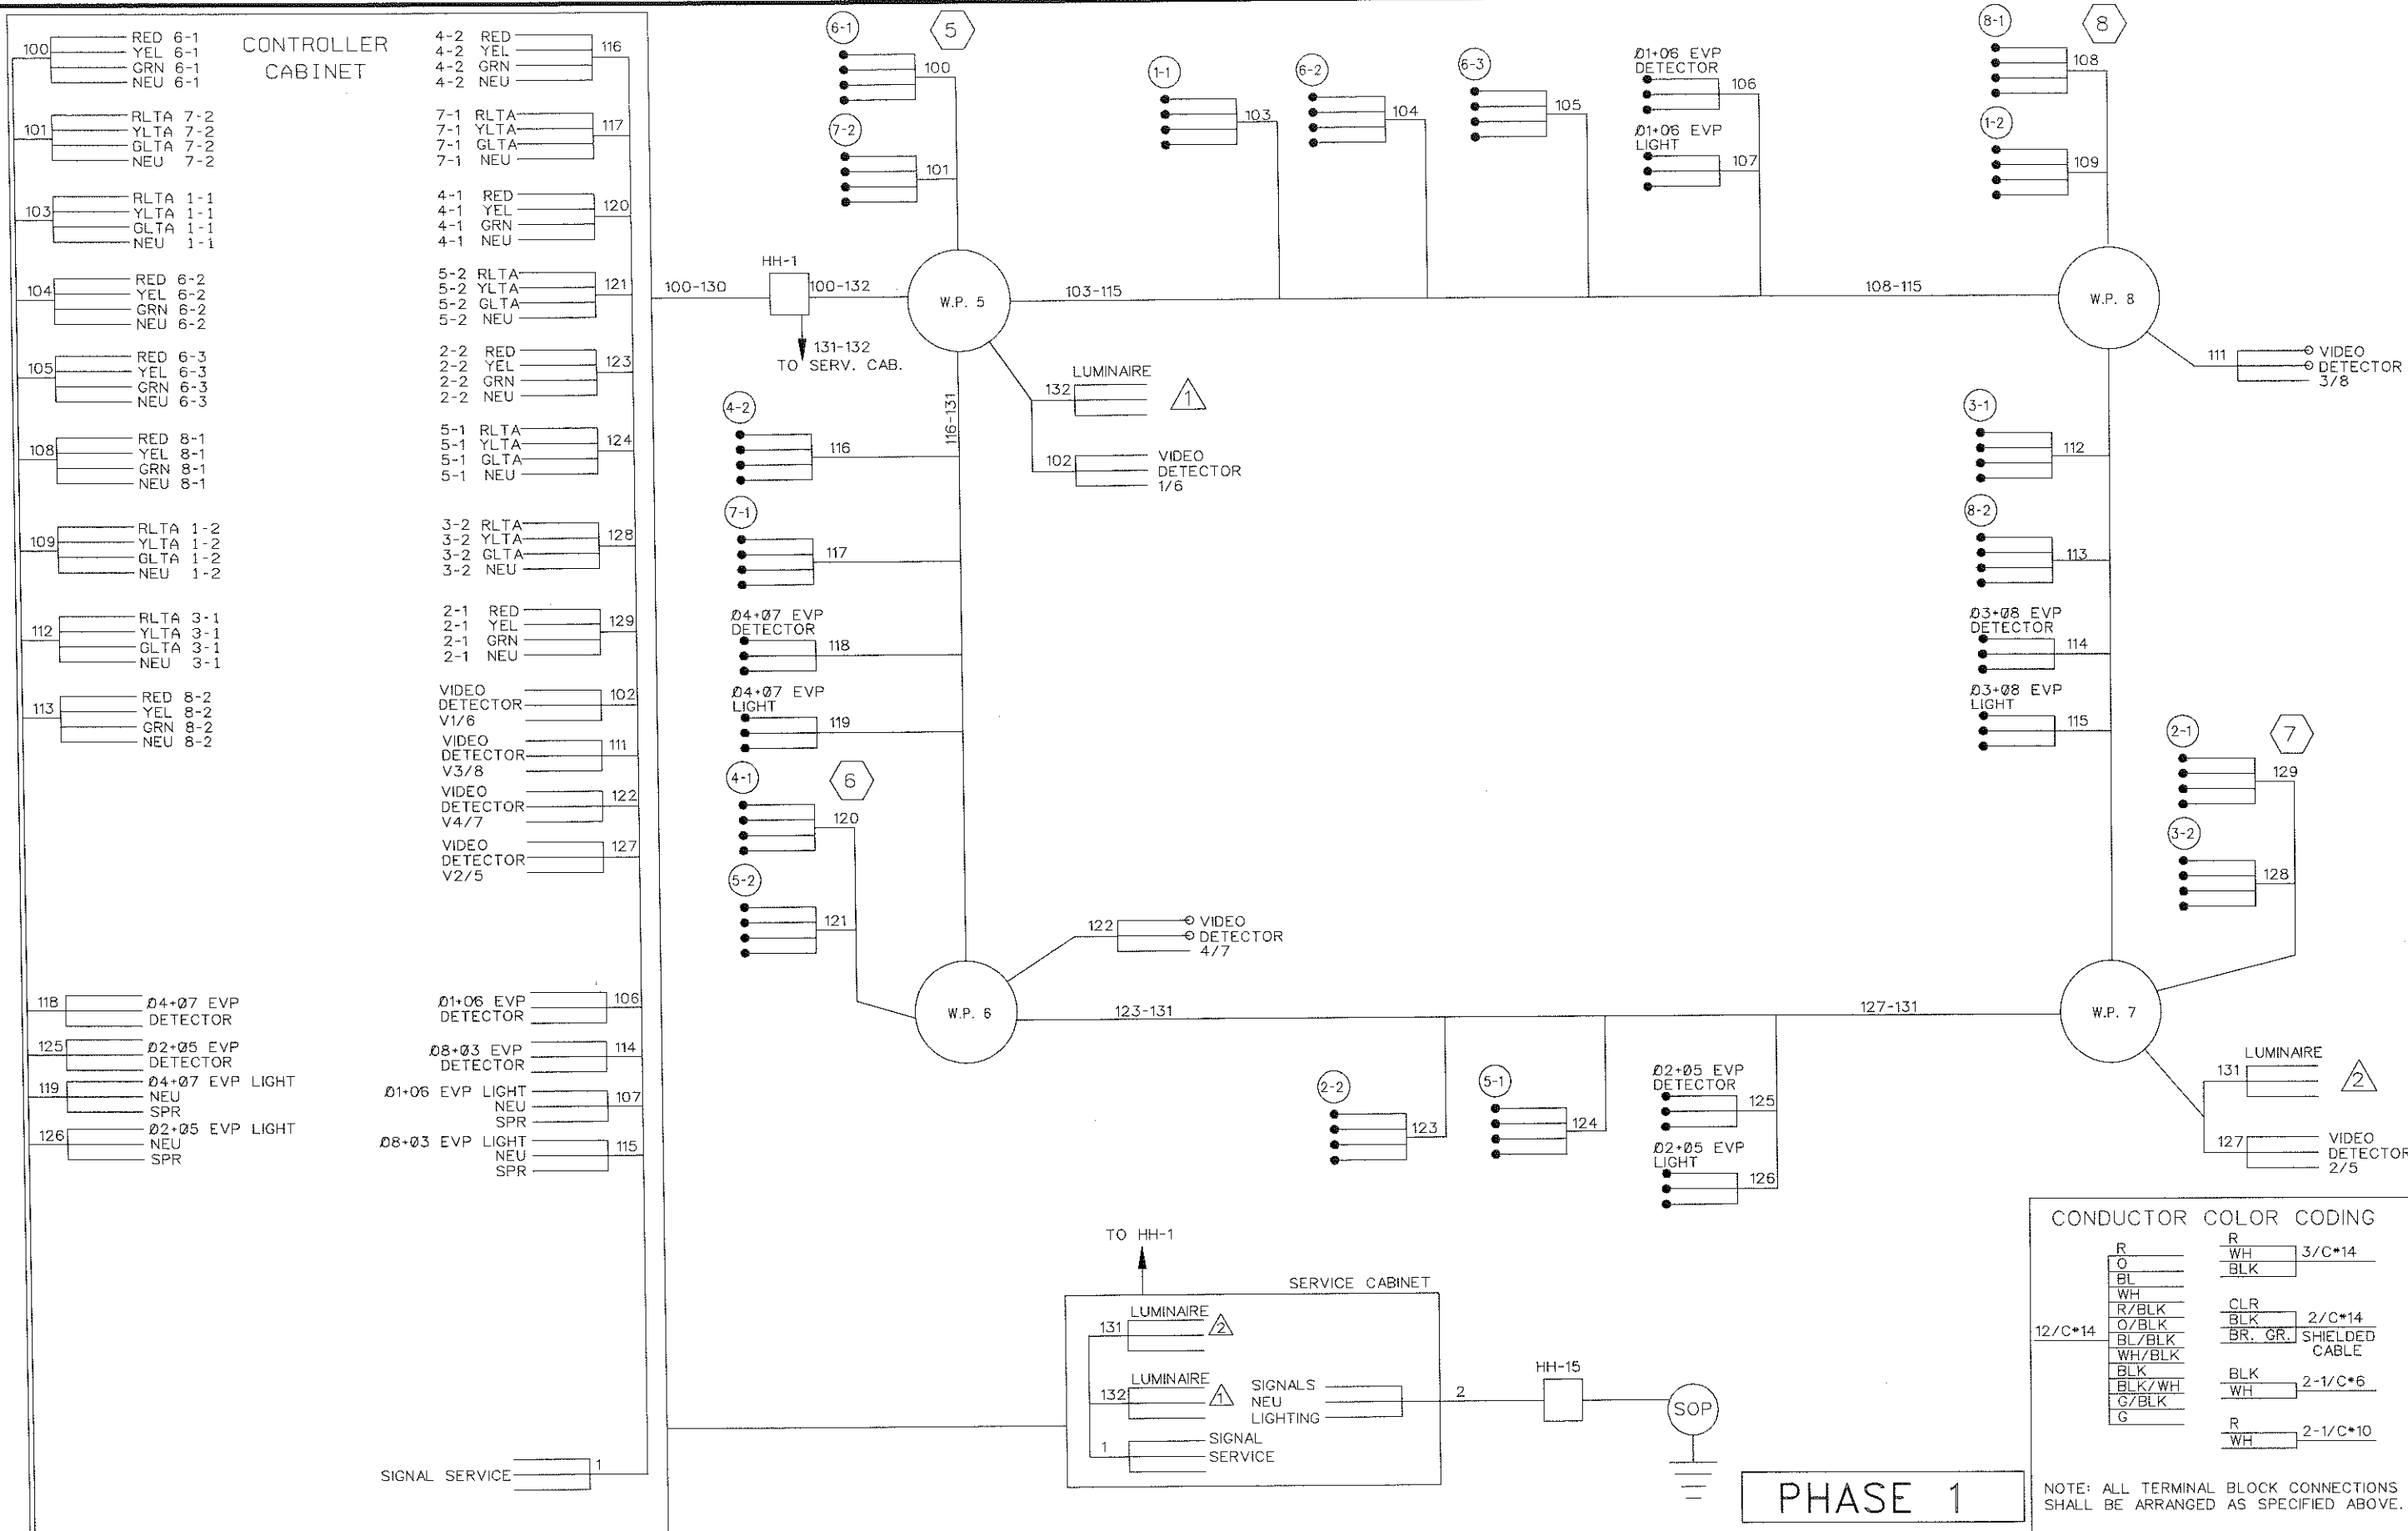 CONTROLLER
CABINET
100
RED 6-1
YEL 6-1
GRN 6-1
NEU 6-1
101
RLTA 7-2
YLTA 7-2
GLTA 7-2
NEU 7-2
103
RLTA 1-1
YLTA 1-1
GLTA 1-1
NEU 1-1
104
RED 6-2
YEL 6-2
GRN 6-2
NEU 6-2
105
RED 6-3
YEL 6-3
GRN 6-3
NEU 6-3
108
RED 8-1
YEL 8-1
GRN 8-1
NEU 8-1
109
RLTA 1-2
YLTA 1-2
GLTA 1-2
NEU 1-2
112
RLTA 3-1
YLTA 3-1
GLTA 3-1
NEU 3-1
113
RED 8-2
YEL 8-2
GRN 8-2
NEU 8-2
118
Ø4+Ø7 EVP
DETECTOR
125
Ø2+Ø5 EVP
DETECTOR
119
Ø4+Ø7 EVP LIGHT
NEU
SPR
126
Ø2+Ø5 EVP LIGHT
NEU
SPR
4-2 RED
4-2 YEL
4-2 GRN
4-2 NEU
116
7-1 RLTA
7-1 YLTA
7-1 GLTA
7-1 NEU
117
4-1 RED
4-1 YEL
4-1 GRN
4-1 NEU
120
5-2 RLTA
5-2 YLTA
5-2 GLTA
5-2 NEU
121
2-2 RED
2-2 YEL
2-2 GRN
2-2 NEU
123
5-1 RLTA
5-1 YLTA
5-1 GLTA
5-1 NEU
124
3-2 RLTA
3-2 YLTA
3-2 GLTA
3-2 NEU
128
2-1 RED
2-1 YEL
2-1 GRN
2-1 NEU
129
VIDEO
DETECTOR
V1/6
102
VIDEO
DETECTOR
V3/8
111
VIDEO
DETECTOR
V4/7
122
VIDEO
DETECTOR
V2/5
127
Ø1+Ø6 EVP
DETECTOR
106
Ø8+Ø3 EVP
DETECTOR
114
Ø1+Ø6 EVP LIGHT
NEU
SPR
107
Ø8+Ø3 EVP LIGHT
NEU
SPR
115
SIGNAL SERVICE
1
100-130
HH-1
100-132
131-132
TO SERV. CAB.
6-1
5
100
7-2
101
W.P. 5
103-115
1-1
103
6-2
104
6-3
105
Ø1+Ø6 EVP
DETECTOR
106
Ø1+Ø6 EVP
LIGHT
107
108-115
8-1
8
108
1-2
109
W.P. 8
111
VIDEO
DETECTOR
3/8
LUMINAIRE
132
1
102
VIDEO
DETECTOR
1/6
116-131
4-2
116
7-1
117
Ø4+Ø7 EVP
DETECTOR
118
Ø4+Ø7 EVP
LIGHT
119
4-1
6
120
5-2
121
W.P. 6
122
VIDEO
DETECTOR
4/7
123-131
3-1
112
8-2
113
Ø3+Ø8 EVP
DETECTOR
114
Ø3+Ø8 EVP
LIGHT
115
2-1
7
129
3-2
128
127-131
W.P. 7
2-2
123
5-1
124
Ø2+Ø5 EVP
DETECTOR
125
Ø2+Ø5 EVP
LIGHT
126
LUMINAIRE
131
2
127
VIDEO
DETECTOR
2/5
TO HH-1
SERVICE CABINET
LUMINAIRE
131
2
LUMINAIRE
132
1
1
SIGNAL
SERVICE
SIGNALS
NEU
LIGHTING
2
HH-15
SOP
PHASE 1
CONDUCTOR COLOR CODING
12/C*14
R
O
BL
WH
R/BLK
O/BLK
BL/BLK
WH/BLK
BLK
BLK/WH
G/BLK
G
R
WH
BLK
3/C*14
CLR
BLK
BR. GR.
2/C*14
SHIELDED
CABLE
BLK
WH
2-1/C*6
R
WH
2-1/C*10
NOTE: ALL TERMINAL BLOCK CONNECTIONS
SHALL BE ARRANGED AS SPECIFIED ABOVE.